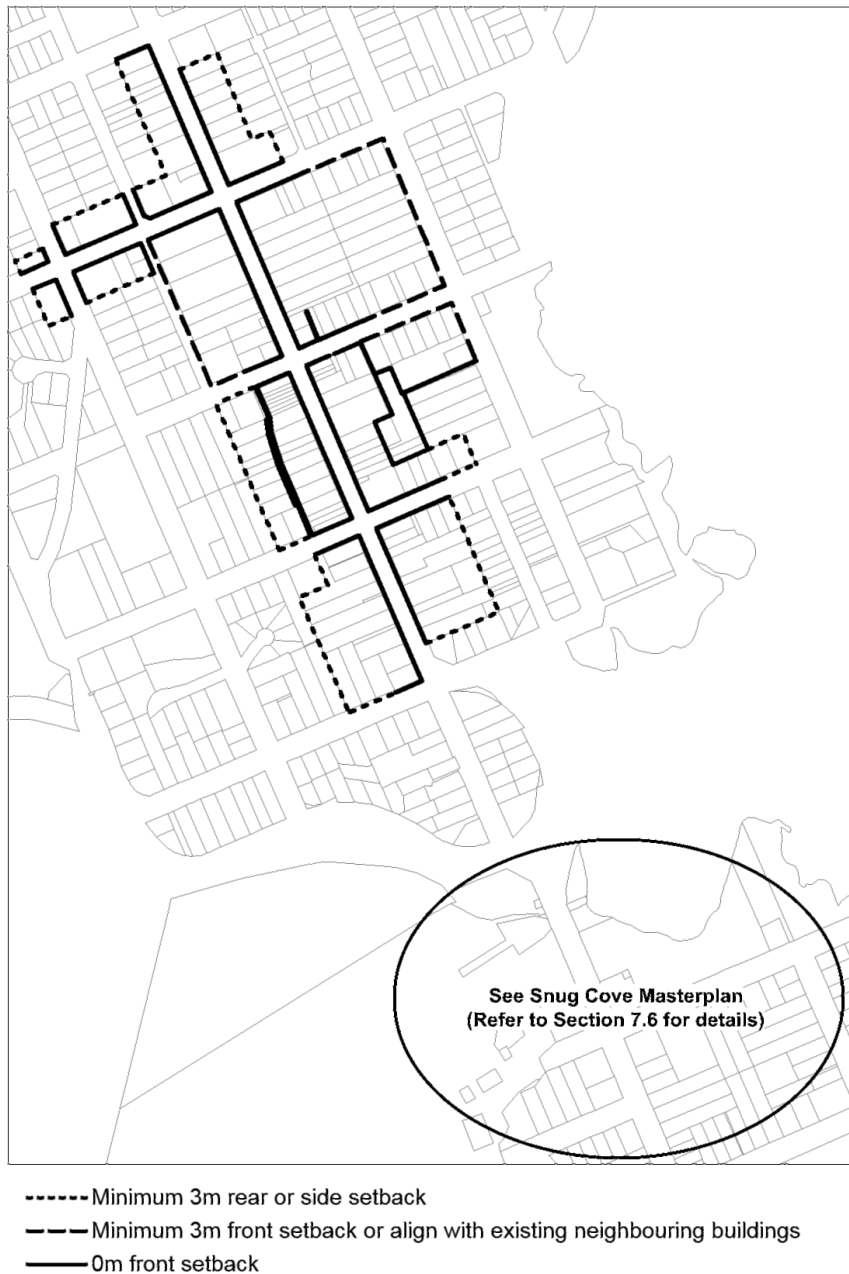 See Snug Cove Masterplan
(Refer to Section 7.6 for details)
Minimum 3m rear or side setback
Minimum 3m front setback or align with existing neighbouring buildings
0m front setback